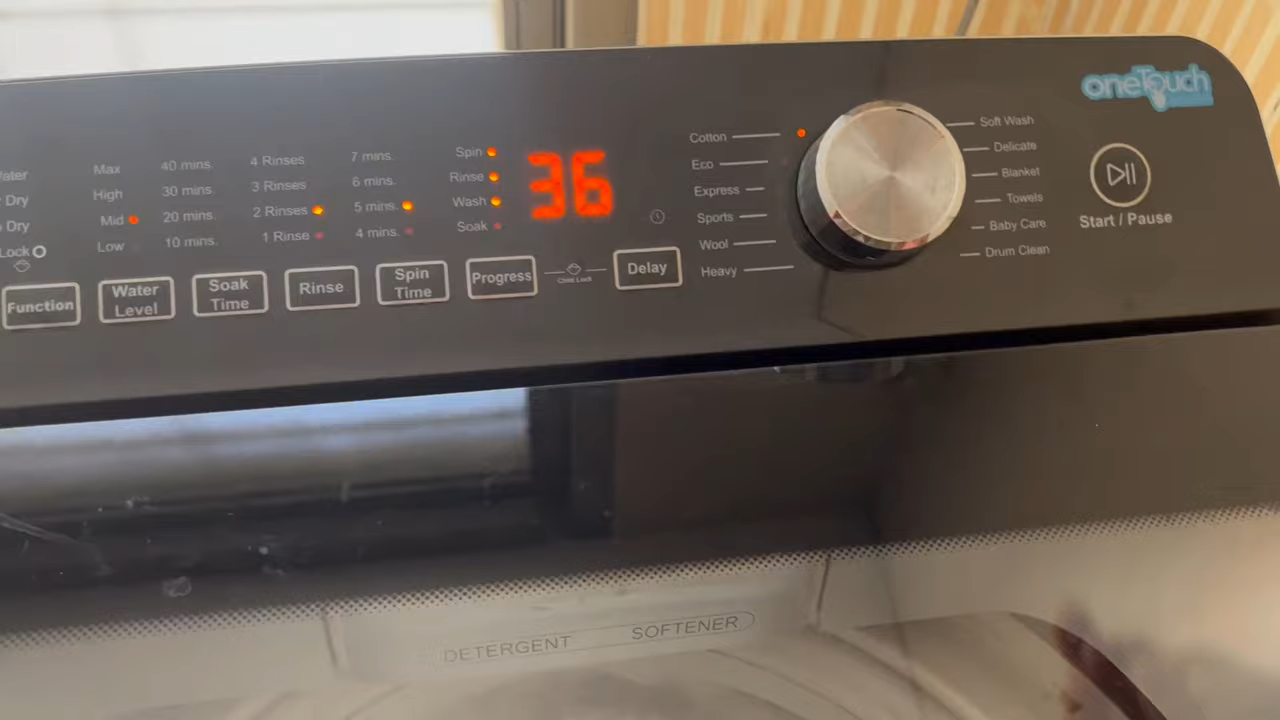 ater
Dry
Dry
Lock
Function
Max
High
Mid
Low
Water
Level
40 mins.
30 mins.
20 mins.
10 mins.
Soak
Time
4 Rinses
3 Rinses
2 Rinses
1 Rinse
Rinse
7 mins.
6 mins.
5 mins.
4 mins.
Spin
Time
Spin
Rinse
Wash
Soak
Progress
36
Child Lock
Delay
Cotton
Eco
Express
Sports
Wool
Heavy
Soft Wash
Delicate
Blanket
Towels
Baby Care
Drum Clean
oneTouch
Start / Pause
DETERGENT
SOFTENER